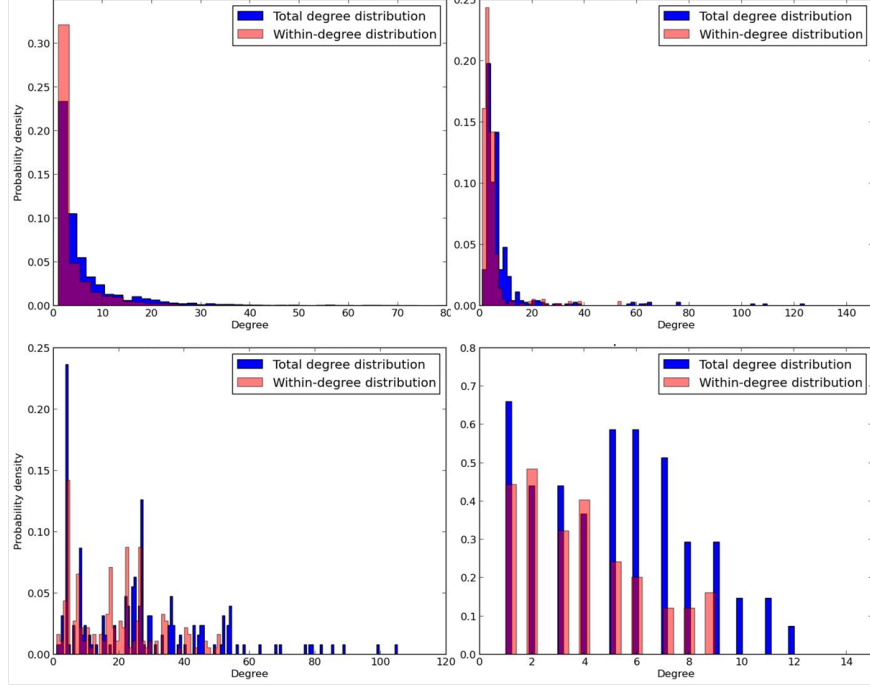 Total degree distribution
Within-degree distribution
Probability density
0.35
0.30
0.25
0.20
0.15
0.10
0.05
0.00
0 10 20 30 40 50 60 70 80
Degree
Total degree distribution
Within-degree distribution
0.25
0.20
0.15
0.10
0.05
0.00
0 20 40 60 80 100 120 140
Degree
Total degree distribution
Within-degree distribution
Probability density
0.25
0.20
0.15
0.10
0.05
0.00
0 20 40 60 80 100 120
Degree
Total degree distribution
Within-degree distribution
0.8
0.7
0.6
0.5
0.4
0.3
0.2
0.1
0.0
0 2 4 6 8 10 12 14
Degree